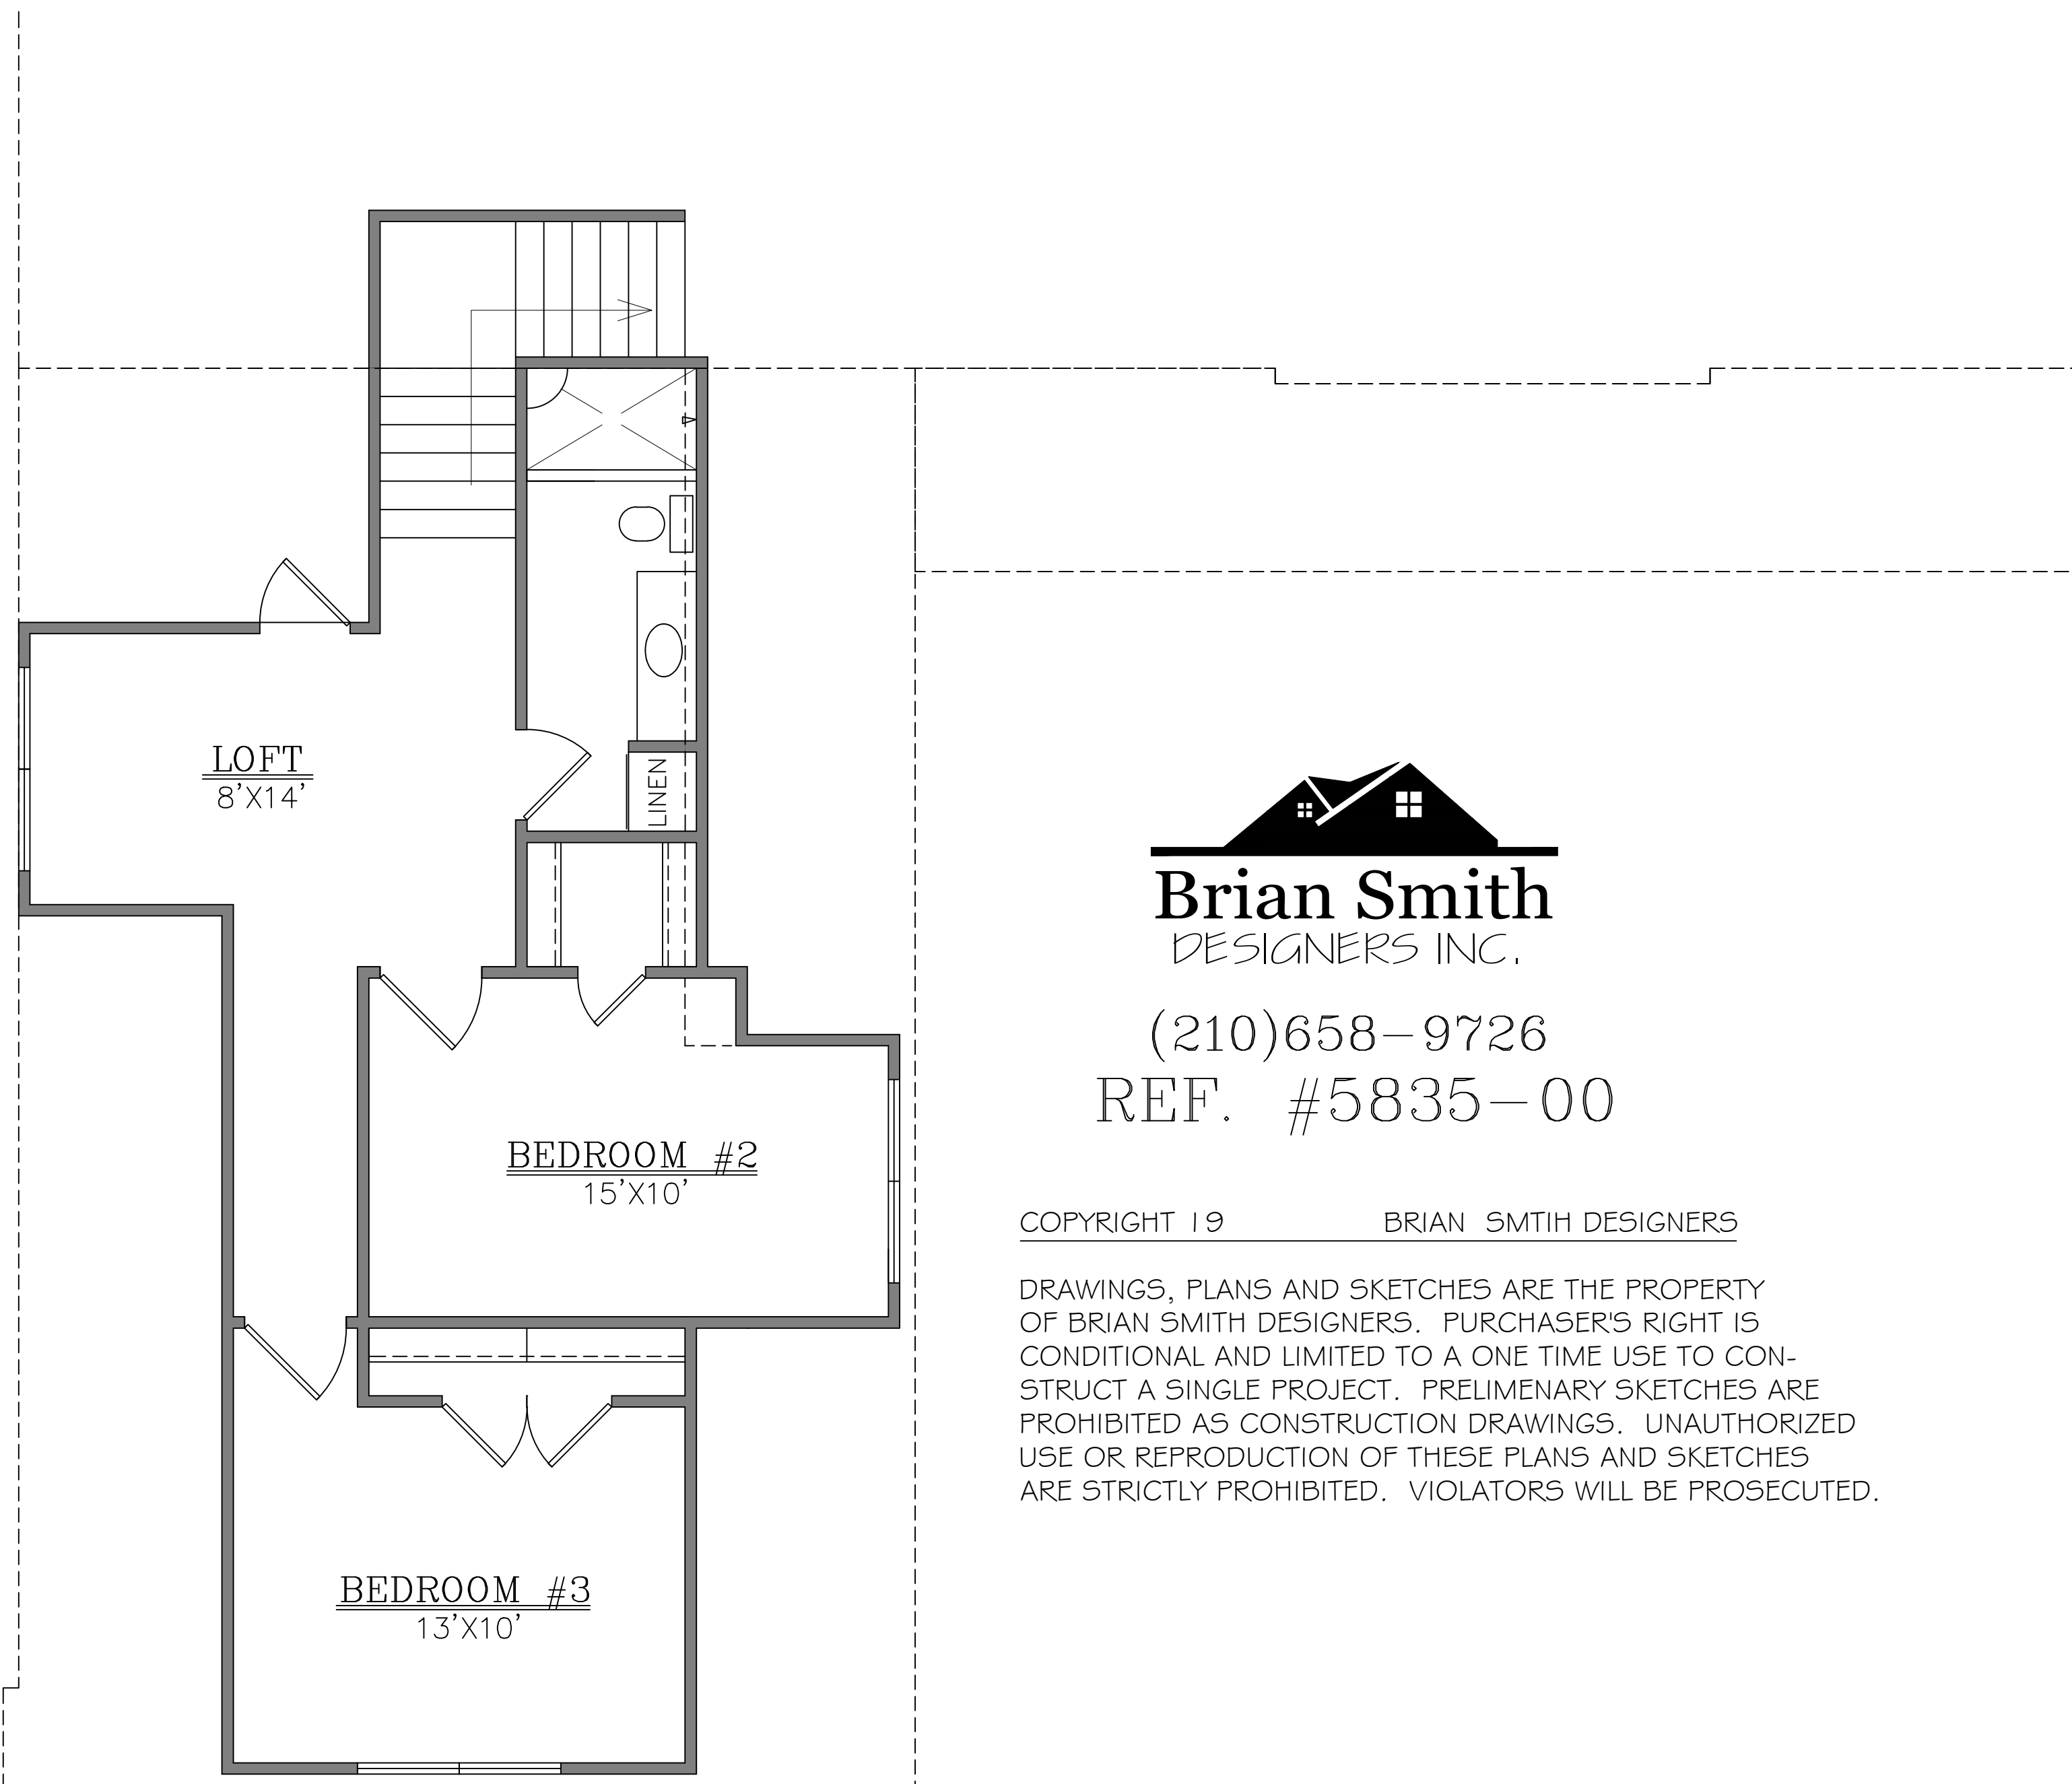 LOFT
8'X14'
LINEN
BEDROOM #2
15'X10'
BEDROOM #3
13'X10'
Brian Smith
DESIGNERS INC.
(210)658-9726
REF. #5835-00
COPYRIGHT 19 BRIAN SMTIH DESIGNERS
DRAWINGS, PLANS AND SKETCHES ARE THE PROPERTY
OF BRIAN SMITH DESIGNERS. PURCHASER'S RIGHT IS
CONDITIONAL AND LIMITED TO A ONE TIME USE TO CON-
STRUCT A SINGLE PROJECT. PRELIMENARY SKETCHES ARE
PROHIBITED AS CONSTRUCTION DRAWINGS. UNAUTHORIZED
USE OR REPRODUCTION OF THESE PLANS AND SKETCHES
ARE STRICTLY PROHIBITED. VIOLATORS WILL BE PROSECUTED.